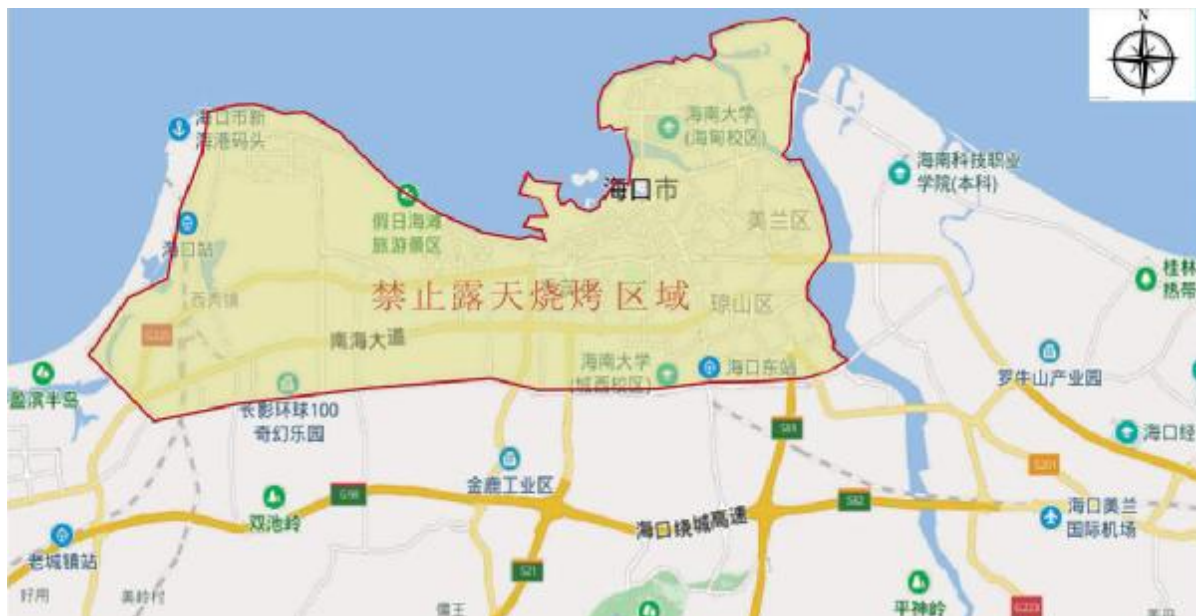 N
海口市新
海港码头
海南大学
(海甸校区)
海南科技职业
学院(本科)
海口市
假日海滩
旅游景区
美兰区
海口站
桂林
热带
西秀镇
禁止露天烧烤区域
琼山区
南海大道
海南大学
(城西校区)
海口东站
罗牛山产业园
盈滨半岛
长影环球100
奇幻乐园
S81
海口经
金鹿工业区
S201
G98
双池岭
S82
海口绕城高速
海口美兰
国际机场
老城镇站
S21
好用
美岭村
儒王
平神岭
G223